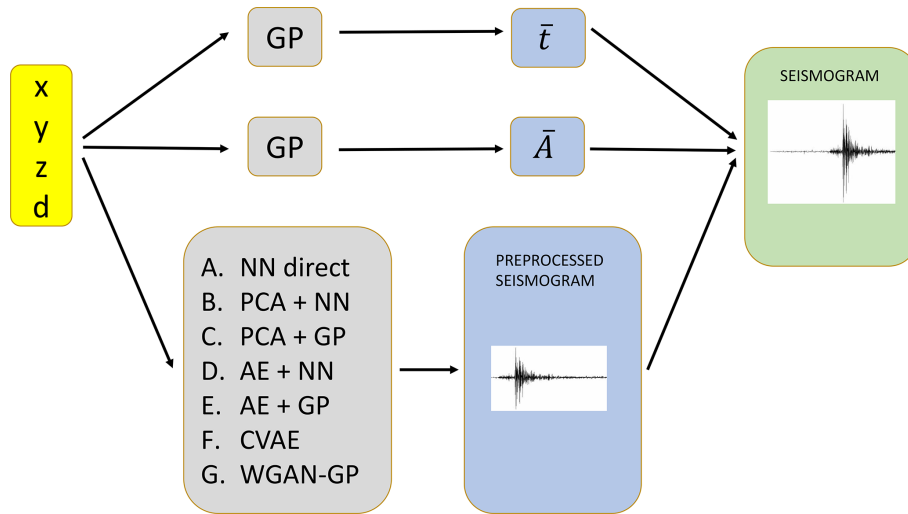 x
y
z
d
GP
t̄
GP
Ā
A. NN direct
B. PCA + NN
C. PCA + GP
D. AE + NN
E. AE + GP
F. CVAE
G. WGAN-GP
PREPROCESSED
SEISMOGRAM
SEISMOGRAM